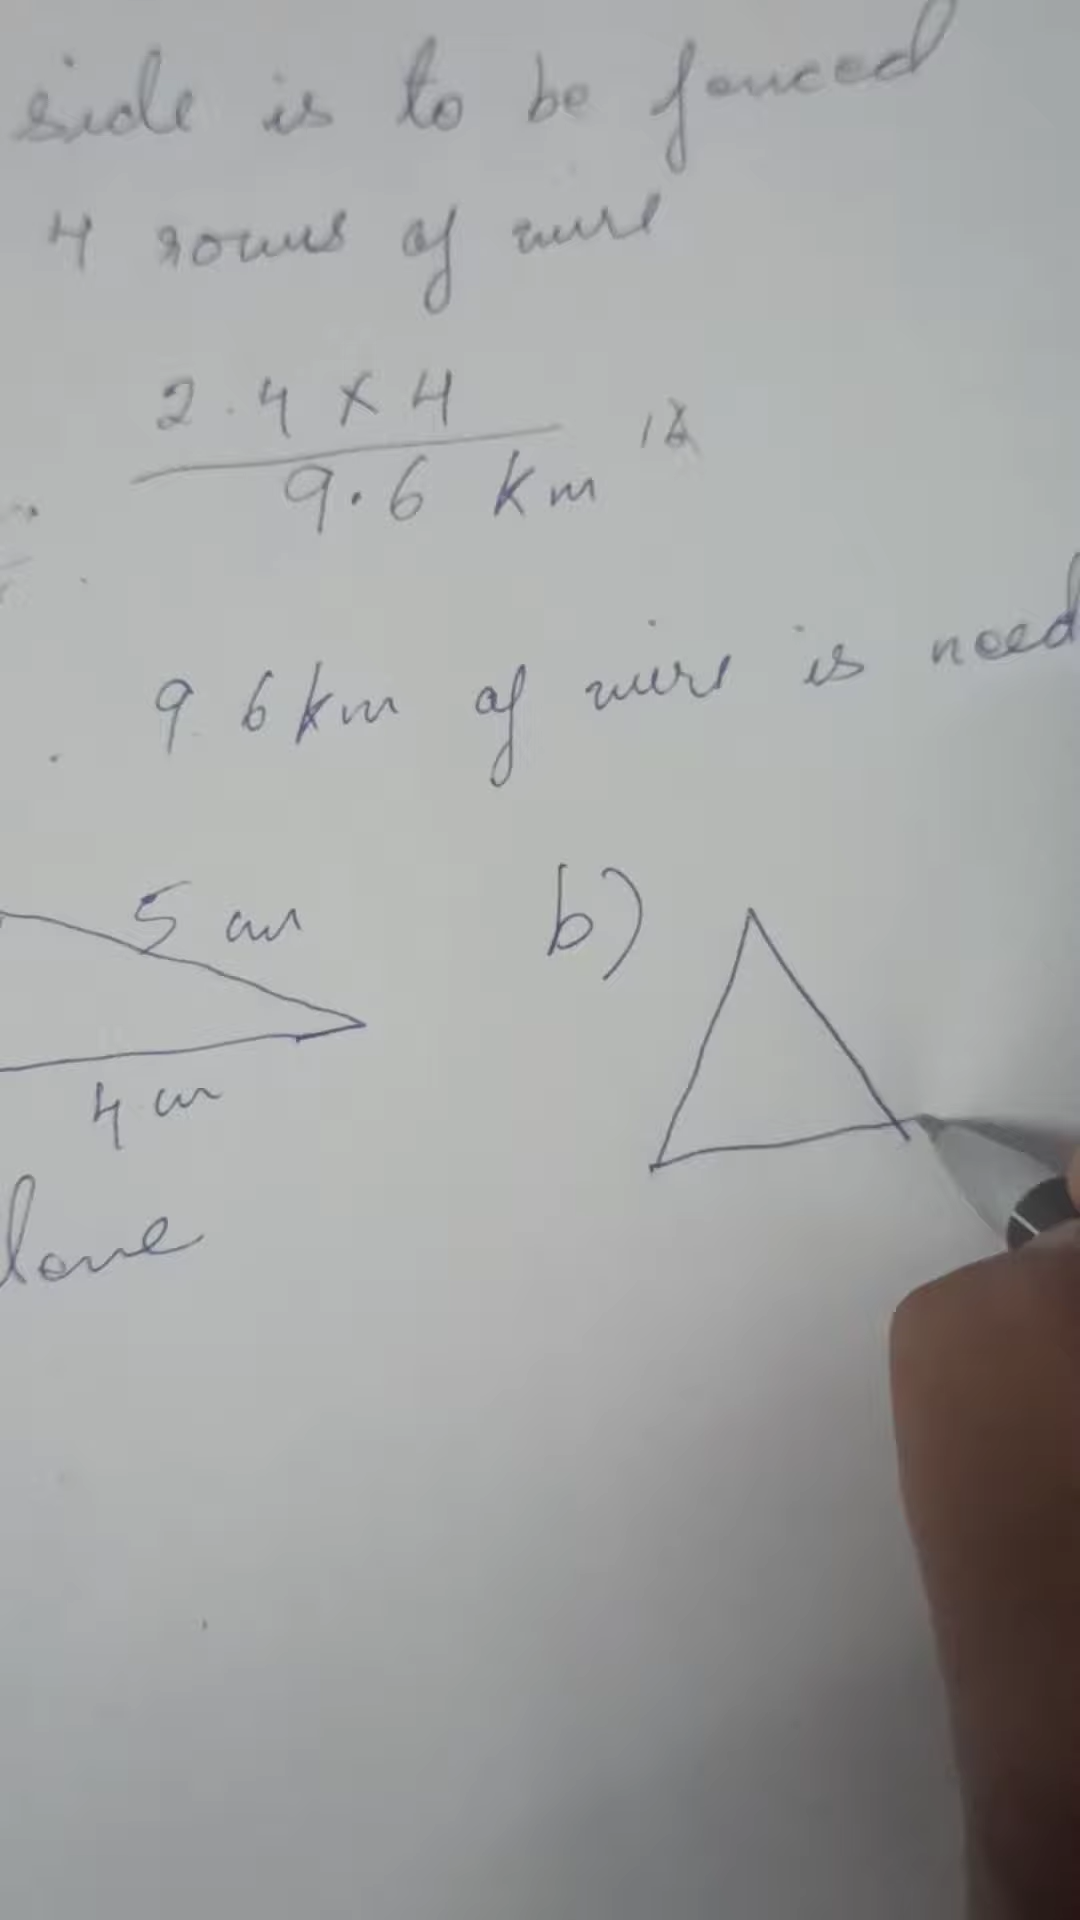 side is to be fenced
4 rows of wire
2.4 × 4
9.6 km
9.6 km of wire is need
5 cm
b)
4 cm